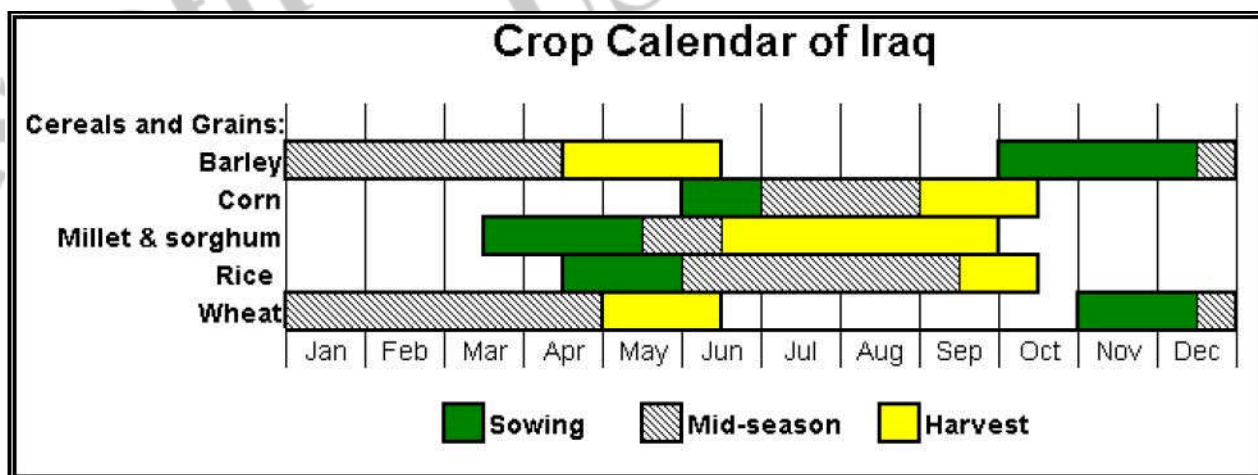 Crop Calendar of Iraq
Cereals and Grains:
Barley
Corn
Millet & sorghum
Rice
Wheat
Jan Feb Mar Apr May Jun Jul Aug Sep Oct Nov Dec
Sowing Mid-season Harvest